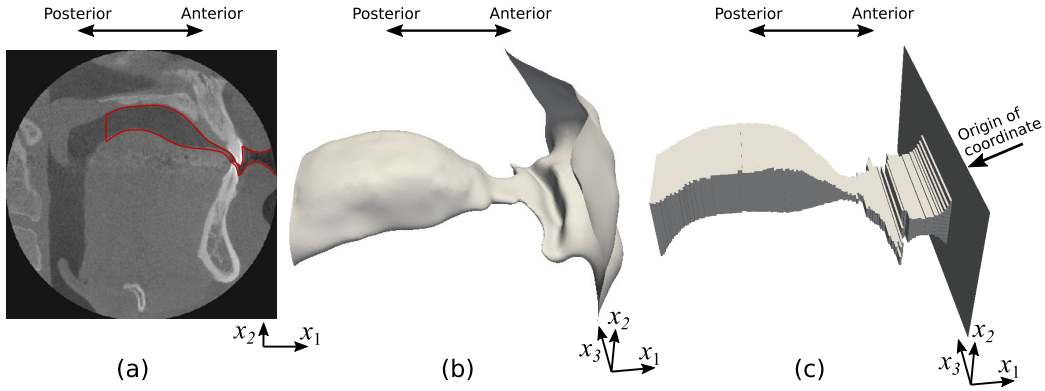 Posterior Anterior
Posterior Anterior
Posterior Anterior
Origin of
coordinate
x2 x1
x3 x2 x1
x3 x2 x1
(a) (b) (c)